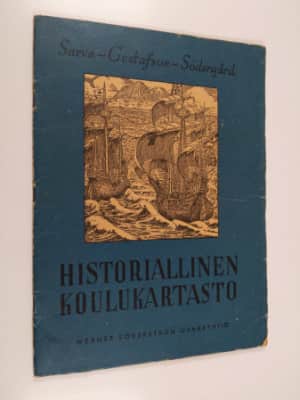 Sarva – Gustafsson – Södergård
HISTORIALLINEN
KOULUKARTASTO
WERNER SÖDERSTRÖM OSAKEYHTIÖ